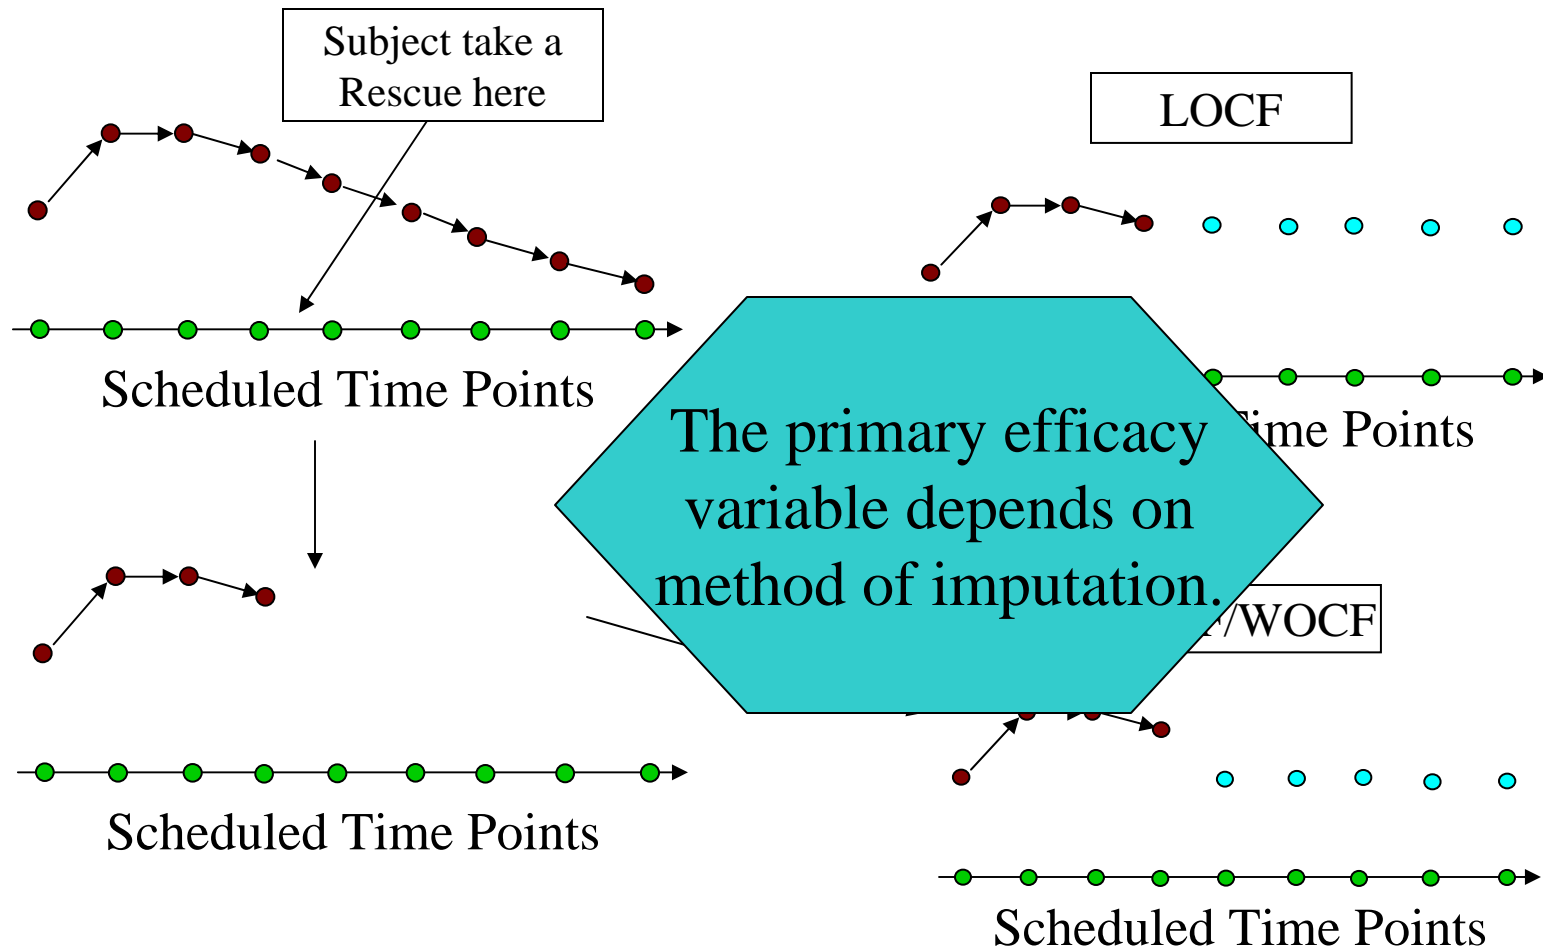 Subject take a
Rescue here
LOCF
Scheduled Time Points
Time Points
The primary efficacy
variable depends on
method of imputation.
/WOCF
Scheduled Time Points
Scheduled Time Points